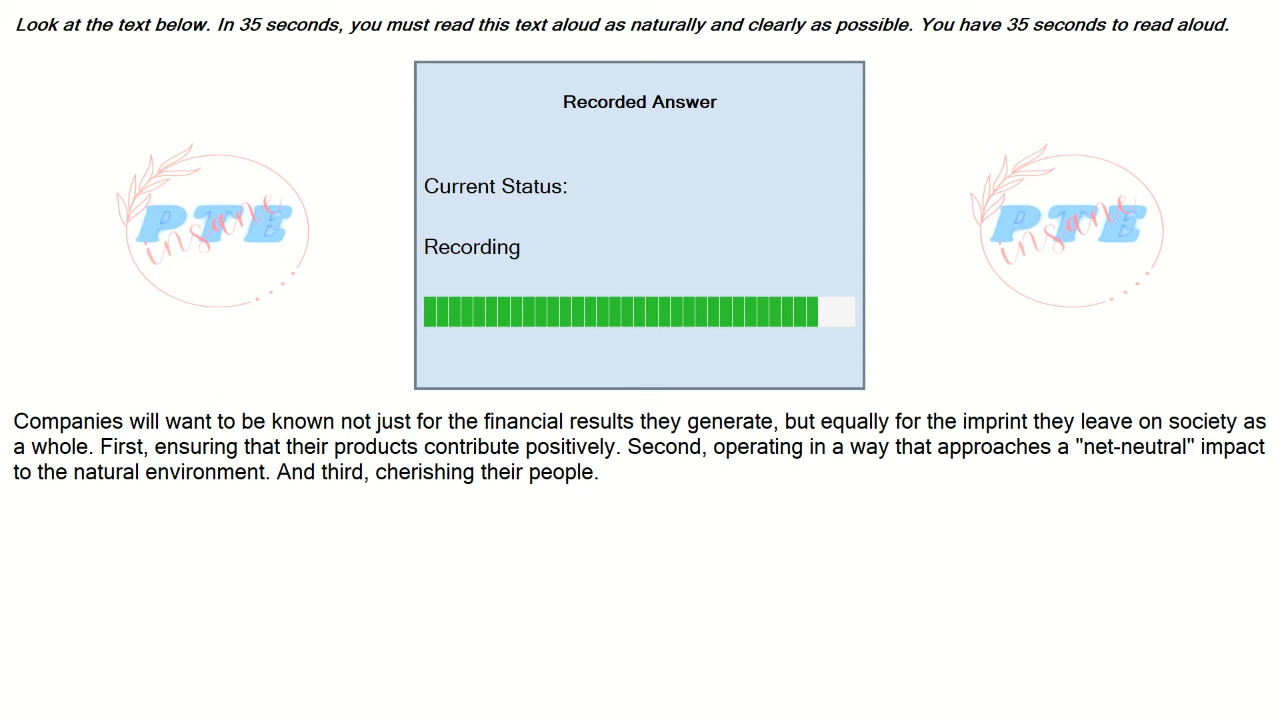 Look at the text below. In 35 seconds, you must read this text aloud as naturally and clearly as possible. You have 35 seconds to read aloud.
Recorded Answer
PTE
insane
PTE
insane
Current Status:
Recording
Companies will want to be known not just for the financial results they generate, but equally for the imprint they leave on society as
a whole. First, ensuring that their products contribute positively. Second, operating in a way that approaches a "net-neutral" impact
to the natural environment. And third, cherishing their people.